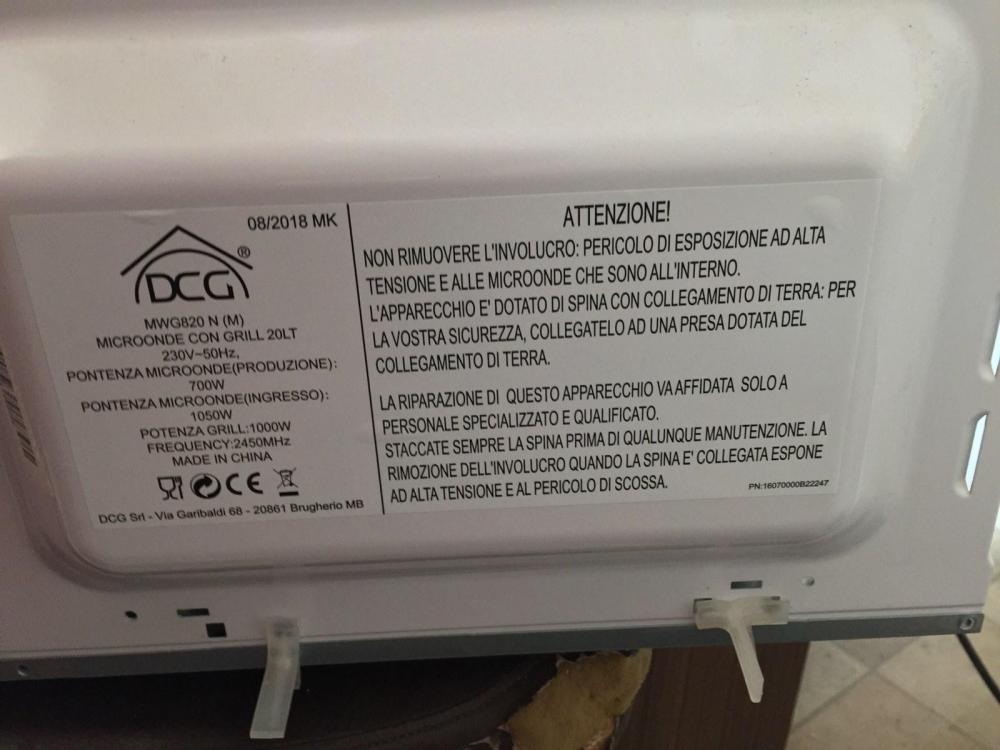 08/2018 MK
DCG®
MWG820 N (M)
MICROONDE CON GRILL 20LT
230V~50Hz,
PONTENZA MICROONDE(PRODUZIONE):
700W
PONTENZA MICROONDE(INGRESSO):
1050W
POTENZA GRILL:1000W
FREQUENCY:2450MHz
MADE IN CHINA
CE
DCG Srl - Via Garibaldi 68 - 20861 Brugherio MB
ATTENZIONE!
NON RIMUOVERE L'INVOLUCRO: PERICOLO DI ESPOSIZIONE AD ALTA
TENSIONE E ALLE MICROONDE CHE SONO ALL'INTERNO.
L'APPARECCHIO E' DOTATO DI SPINA CON COLLEGAMENTO DI TERRA: PER
LA VOSTRA SICUREZZA, COLLEGATELO AD UNA PRESA DOTATA DEL
COLLEGAMENTO DI TERRA.
LA RIPARAZIONE DI QUESTO APPARECCHIO VA AFFIDATA SOLO A
PERSONALE SPECIALIZZATO E QUALIFICATO.
STACCATE SEMPRE LA SPINA PRIMA DI QUALUNQUE MANUTENZIONE. LA
RIMOZIONE DELL'INVOLUCRO QUANDO LA SPINA E' COLLEGATA ESPONE
AD ALTA TENSIONE E AL PERICOLO DI SCOSSA.
PN:16070000B22247